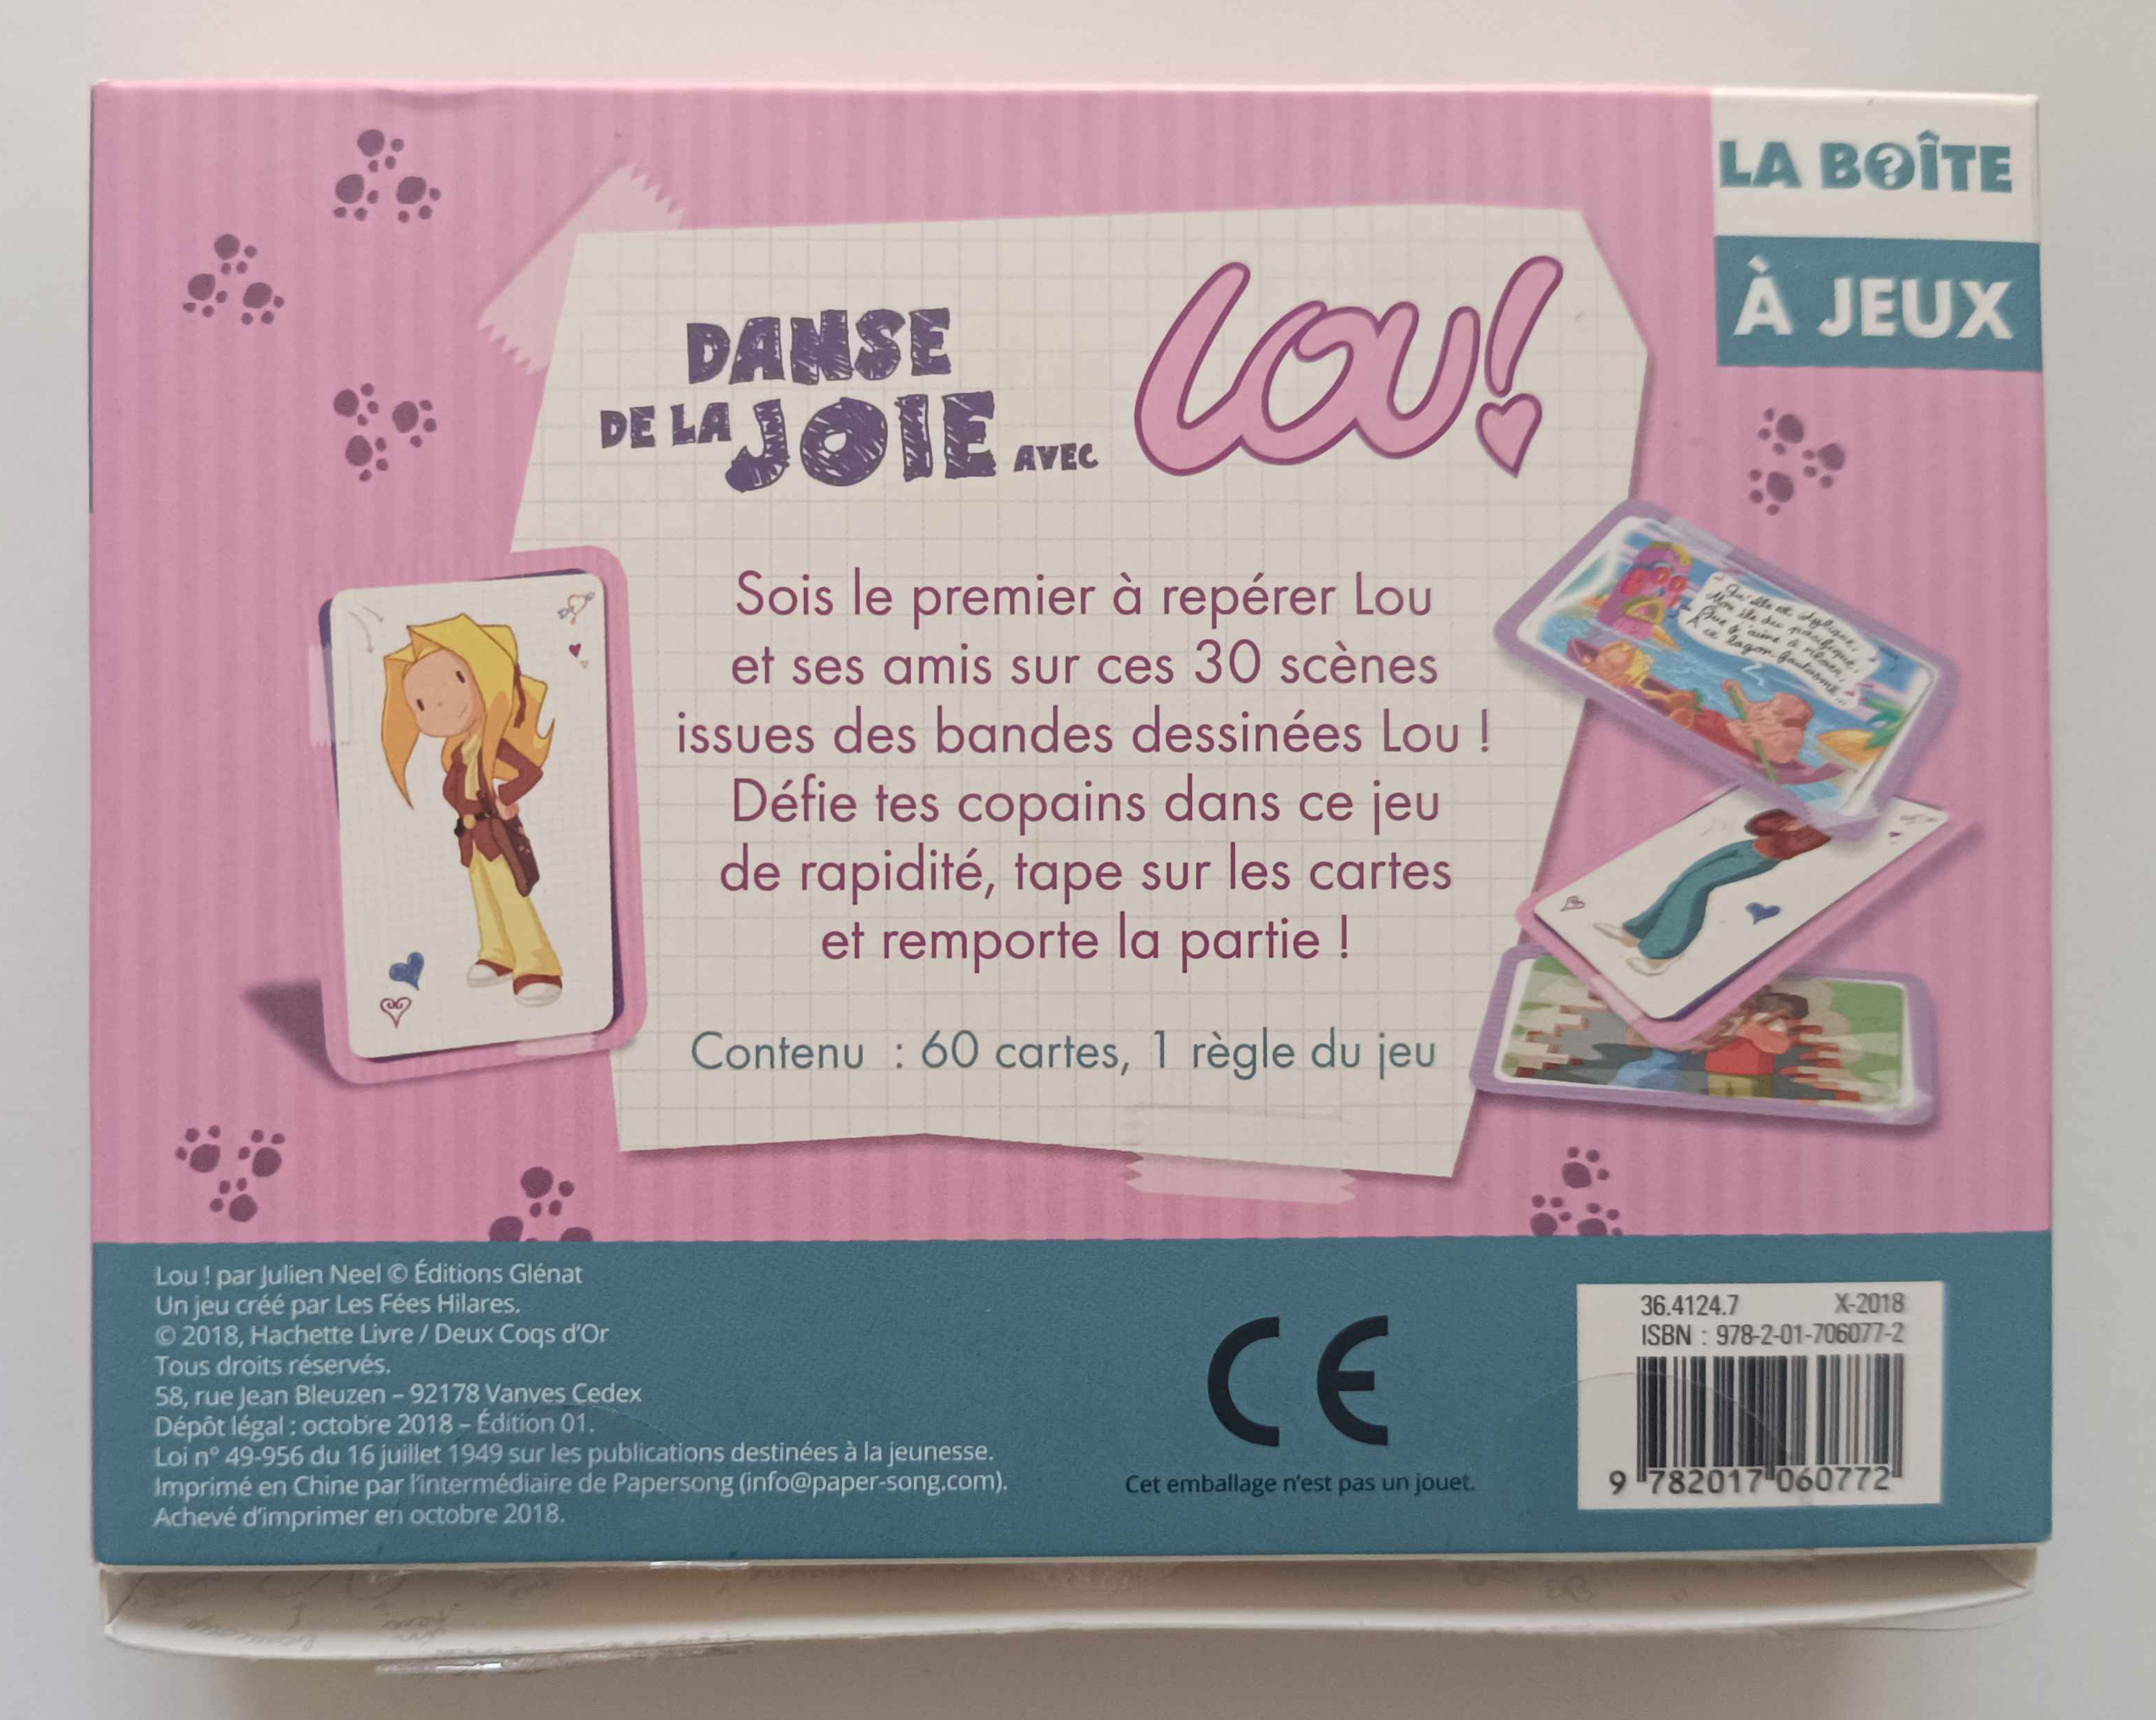 LA BOÎTE
À JEUX
DANSE
DE LA JOIE AVEC
LOU!
Sois le premier à repérer Lou
et ses amis sur ces 30 scènes
issues des bandes dessinées Lou !
Défie tes copains dans ce jeu
de rapidité, tape sur les cartes
et remporte la partie !
Contenu : 60 cartes, 1 règle du jeu
Lou ! par Julien Neel © Éditions Glénat
Un jeu créé par Les Fées Hilares.
© 2018, Hachette Livre / Deux Coqs d'Or
Tous droits réservés.
58, rue Jean Bleuzen – 92178 Vanves Cedex
Dépôt légal : octobre 2018 – Édition 01.
Loi n° 49-956 du 16 juillet 1949 sur les publications destinées à la jeunesse.
Imprimé en Chine par l'intermédiaire de Papersong (info@paper-song.com).
Achevé d'imprimer en octobre 2018.
CE
Cet emballage n'est pas un jouet.
36.4124.7 X-2018
ISBN : 978-2-01-706077-2
9 782017 060772